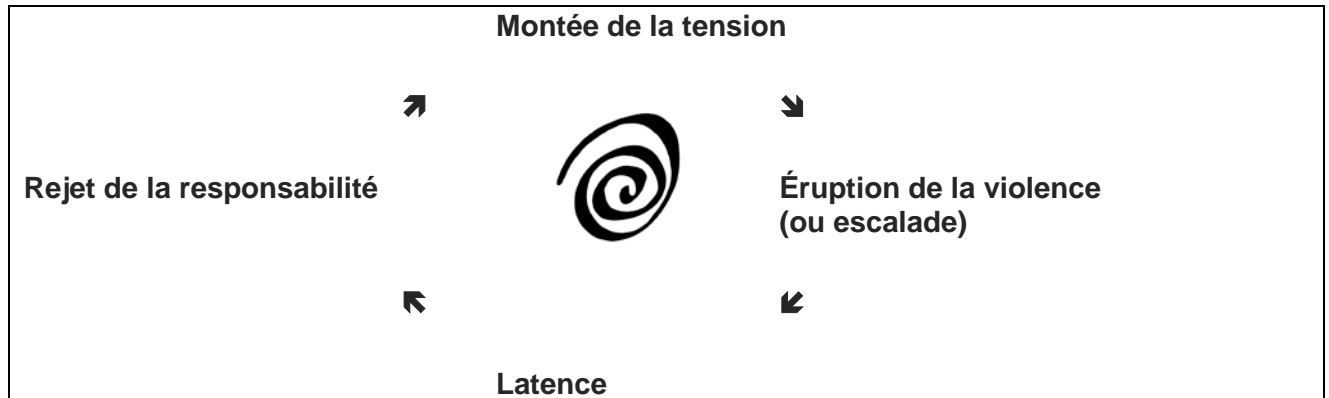 Montée de la tension
Rejet de la responsabilité
Éruption de la violence
(ou escalade)
Latence